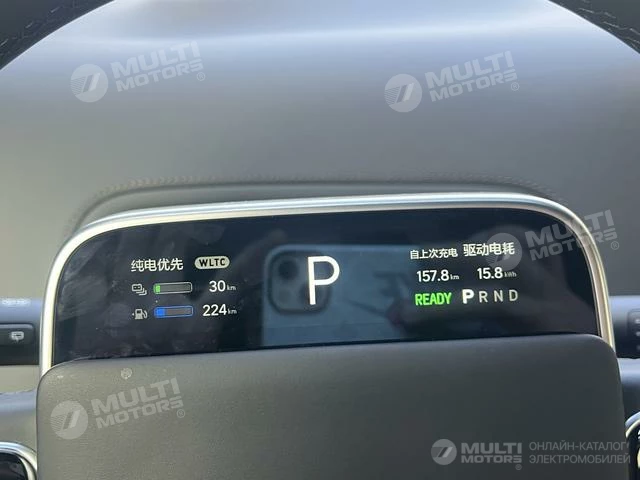 MULTI MOTORS
MULTI MOTORS
MULTI MOTORS
纯电优先 WLTC
30 km
224 km
P
自上次充电 驱动电耗
157.8 km 15.8 kWh
READY P R N D
MULTI MOTORS
MULTI MOTORS ОНЛАЙН-КАТАЛОГ
ЭЛЕКТРОМОБИЛЕЙ